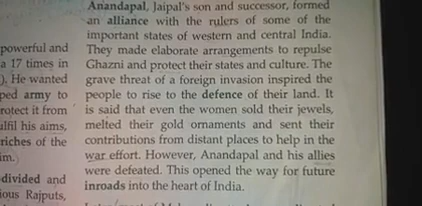 Anandapal, Jaipal's son and successor, formed
an alliance with the rulers of some of the
important states of western and central India.
They made elaborate arrangements to repulse
Ghazni and protect their states and culture. The
grave threat of a foreign invasion inspired the
people to rise to the defence of their land. It
is said that even the women sold their jewels,
melted their gold ornaments and sent their
contributions from distant places to help in the
war effort. However, Anandapal and his allies
were defeated. This opened the way for future
inroads into the heart of India.
powerful and
a 17 times in
). He wanted
ped army to
rotect it from
ulfil his aims,
riches of the
im.)
divided and
ious Rajputs,